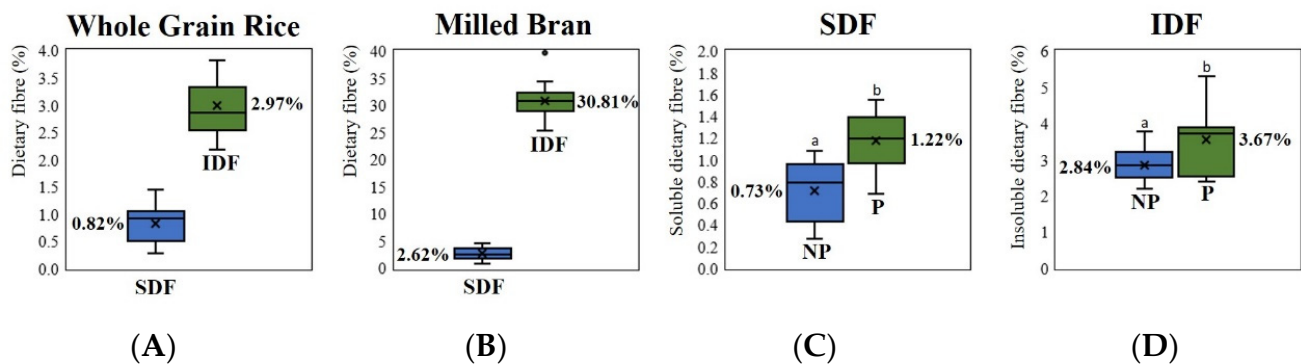 Whole Grain Rice
Dietary fibre (%)
4.0
3.5
3.0
2.5
2.0
1.5
1.0
0.5
0.0
0.82%
SDF
2.97%
IDF
(A)
Milled Bran
Dietary fibre (%)
40
35
30
25
20
15
10
5
0
2.62%
SDF
30.81%
IDF
(B)
SDF
Soluble dietary fibre (%)
2.0
1.8
1.6
1.4
1.2
1.0
0.8
0.6
0.4
0.2
0.0
a
0.73%
NP
b
1.22%
P
(C)
IDF
Insoluble dietary fibre (%)
6
5
4
3
2
1
0
a
2.84%
NP
b
3.67%
P
(D)